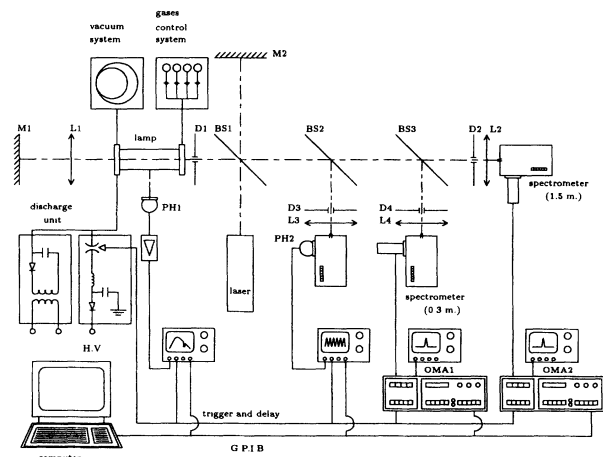 vacuum
system
gases
control
system
M2
M1
L1
lamp
D1
BS1
BS2
BS3
D2
L2
spectrometer
(1.5 m.)
discharge
unit
PH1
D3
L3
D4
L4
PH2
laser
spectrometer
(0 3 m.)
H.V
OMA1
OMA2
trigger and delay
G P.I B
computer